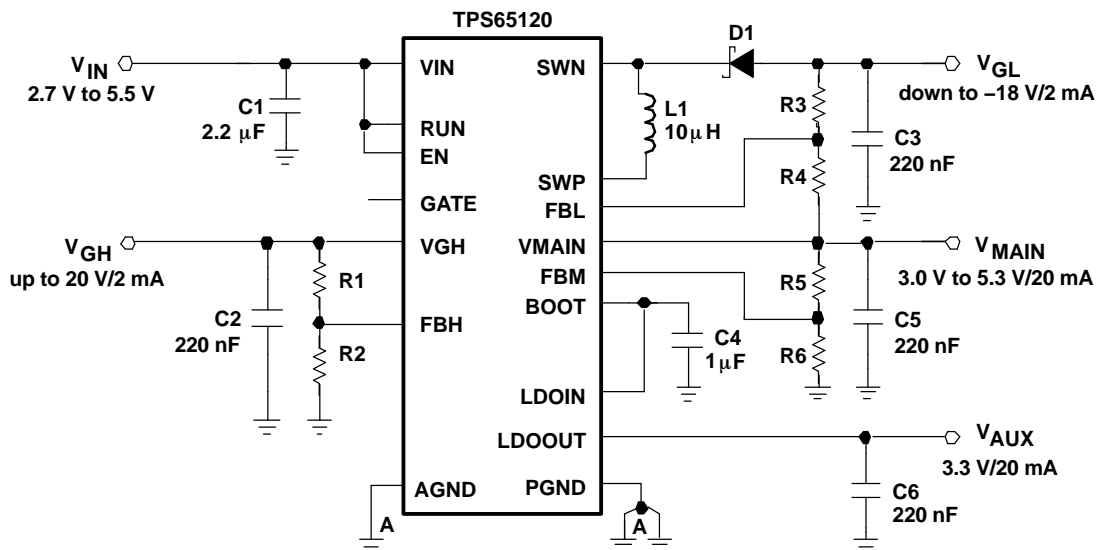 TPS65120
D1
V_IN
2.7 V to 5.5 V
VIN
SWN
V_GL
down to –18 V/2 mA
C1
2.2 μF
RUN
EN
L1
10 μH
R3
C3
220 nF
SWP
R4
GATE
FBL
V_GH
up to 20 V/2 mA
VGH
VMAIN
V_MAIN
3.0 V to 5.3 V/20 mA
R1
FBM
R5
BOOT
C2
220 nF
FBH
C4
1 μF
C5
220 nF
R2
R6
LDOIN
LDOOUT
V_AUX
3.3 V/20 mA
AGND
PGND
C6
220 nF
A
A